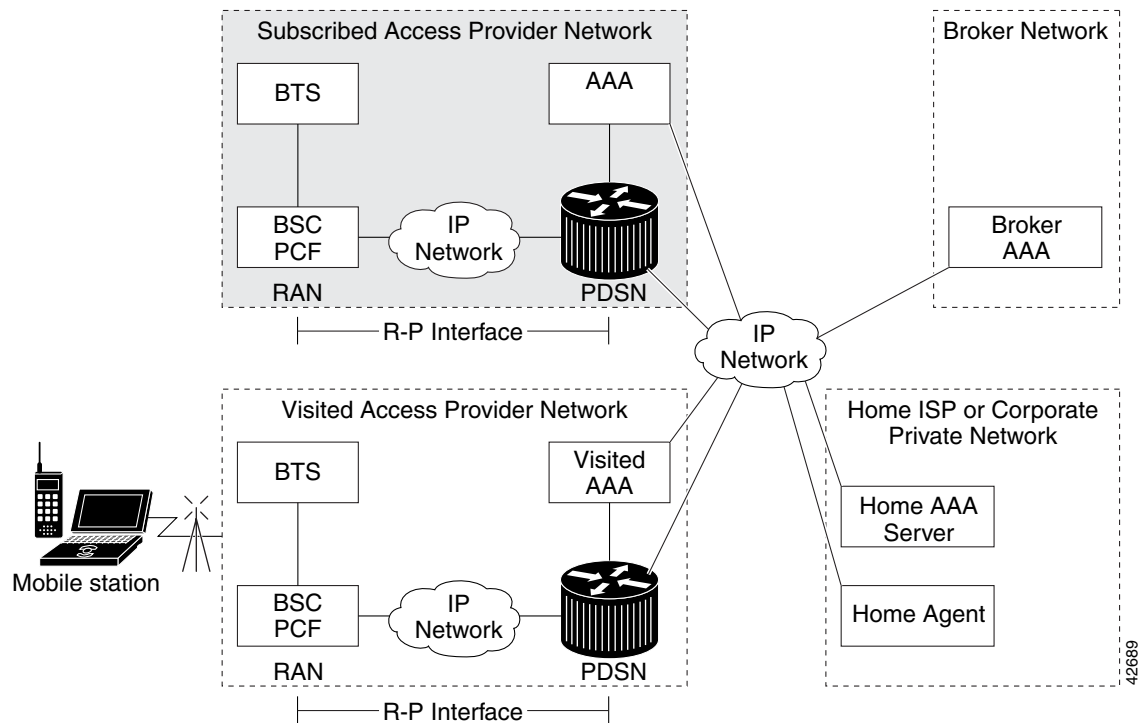 Subscribed Access Provider Network
BTS
AAA
BSC
PCF
IP
Network
RAN
PDSN
R-P Interface
Broker Network
Broker
AAA
IP
Network
Visited Access Provider Network
BTS
Visited
AAA
BSC
PCF
IP
Network
RAN
PDSN
R-P Interface
Mobile station
Home ISP or Corporate
Private Network
Home AAA
Server
Home Agent
42689